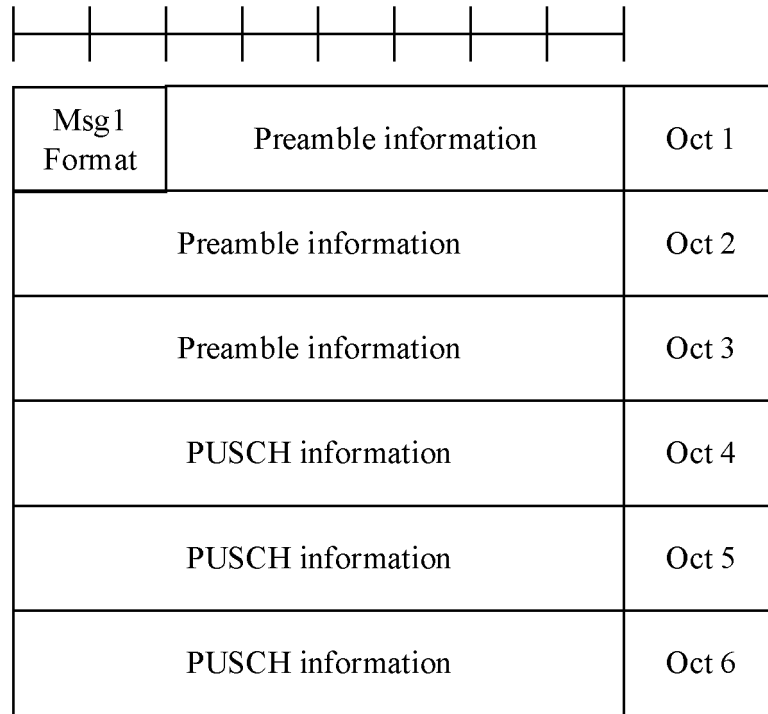 Msg1
Format
Preamble information
Oct 1
Preamble information
Oct 2
Preamble information
Oct 3
PUSCH information
Oct 4
PUSCH information
Oct 5
PUSCH information
Oct 6